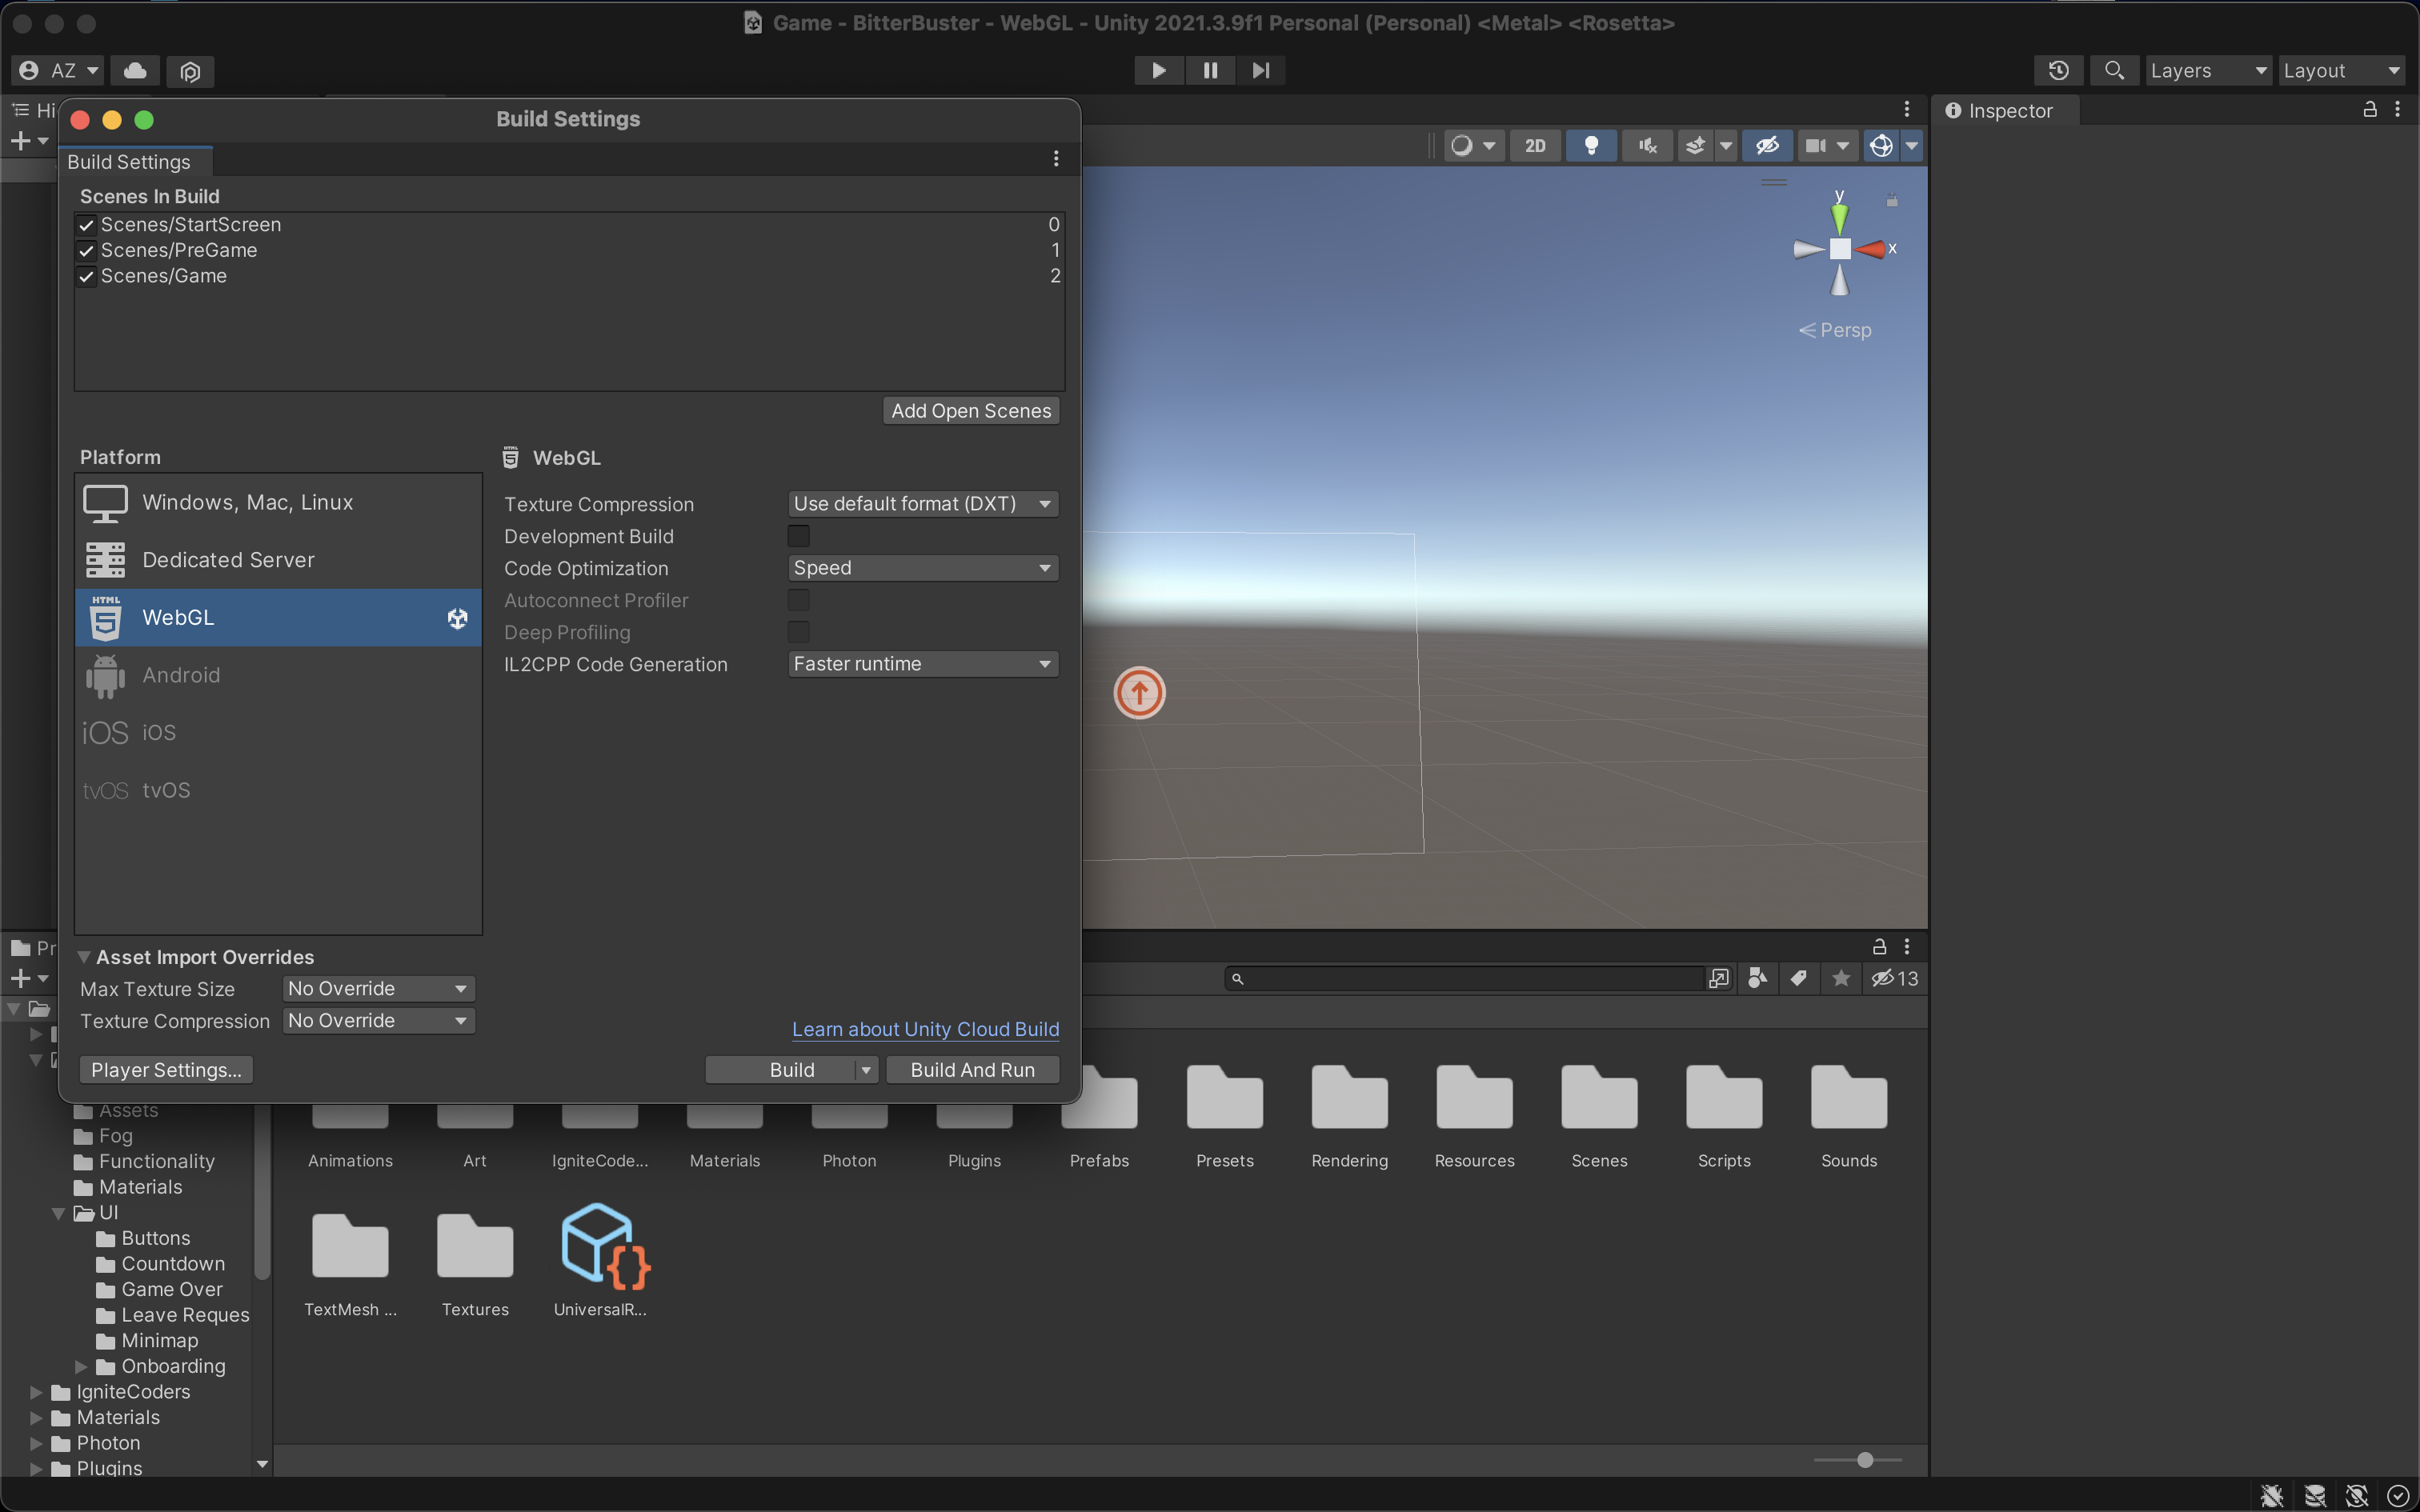 Game - BitterBuster - WebGL - Unity 2021.3.9f1 Personal (Personal) <Metal> <Rosetta>
AZ
Layers
Layout
Hi
Build Settings
Build Settings
Scenes In Build
Scenes/StartScreen 0
Scenes/PreGame 1
Scenes/Game 2
Add Open Scenes
Platform
Windows, Mac, Linux
Dedicated Server
HTML 5 WebGL
Android
iOS iOS
tvOS tvOS
HTML 5 WebGL
Texture Compression Use default format (DXT)
Development Build
Code Optimization Speed
Autoconnect Profiler
Deep Profiling
IL2CPP Code Generation Faster runtime
Asset Import Overrides
Max Texture Size No Override
Texture Compression No Override
Learn about Unity Cloud Build
Player Settings...
Build
Build And Run
2D
y
x
Persp
Inspector
Pr
13
Assets
Fog
Functionality
Materials
UI
Buttons
Countdown
Game Over
Leave Reques
Minimap
Onboarding
IgniteCoders
Materials
Photon
Plugins
Animations
Art
IgniteCode...
Materials
Photon
Plugins
Prefabs
Presets
Rendering
Resources
Scenes
Scripts
Sounds
TextMesh ...
Textures
UniversalR...